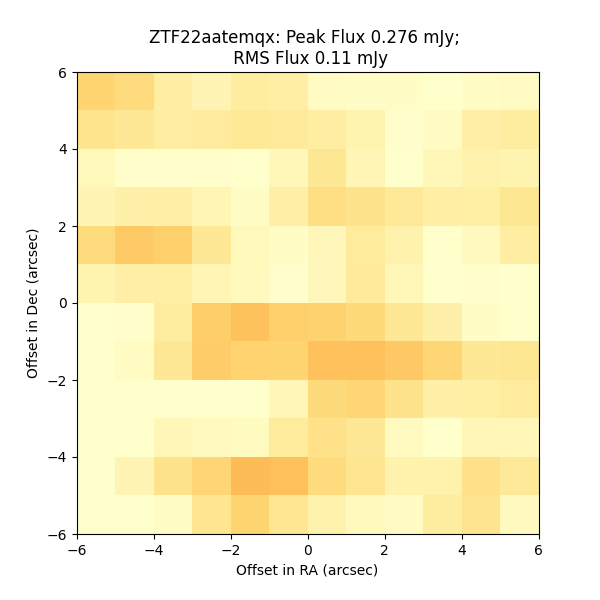 ZTF22aatemqx: Peak Flux 0.276 mJy;
RMS Flux 0.11 mJy
6
4
2
0
−2
−4
−6
Offset in Dec (arcsec)
−6 −4 −2 0 2 4 6
Offset in RA (arcsec)